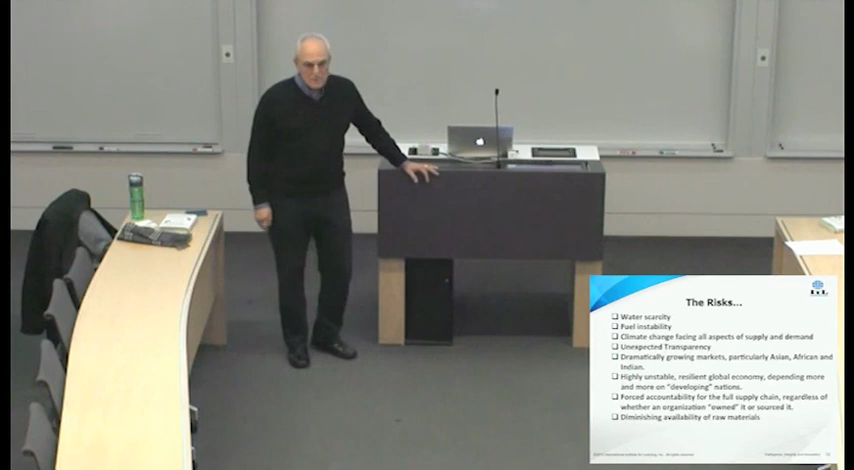 The Risks...
❑ Water scarcity
❑ Fuel instability
❑ Climate change facing all aspects of supply and demand
❑ Unexpected Transparency
❑ Dramatically growing markets, particularly Asian, African and
Indian.
❑ Highly unstable, resilient global economy, depending more
and more on “developing” nations.
❑ Forced accountability for the full supply chain, regardless of
whether an organization “owned” it or sourced it.
❑ Diminishing availability of raw materials